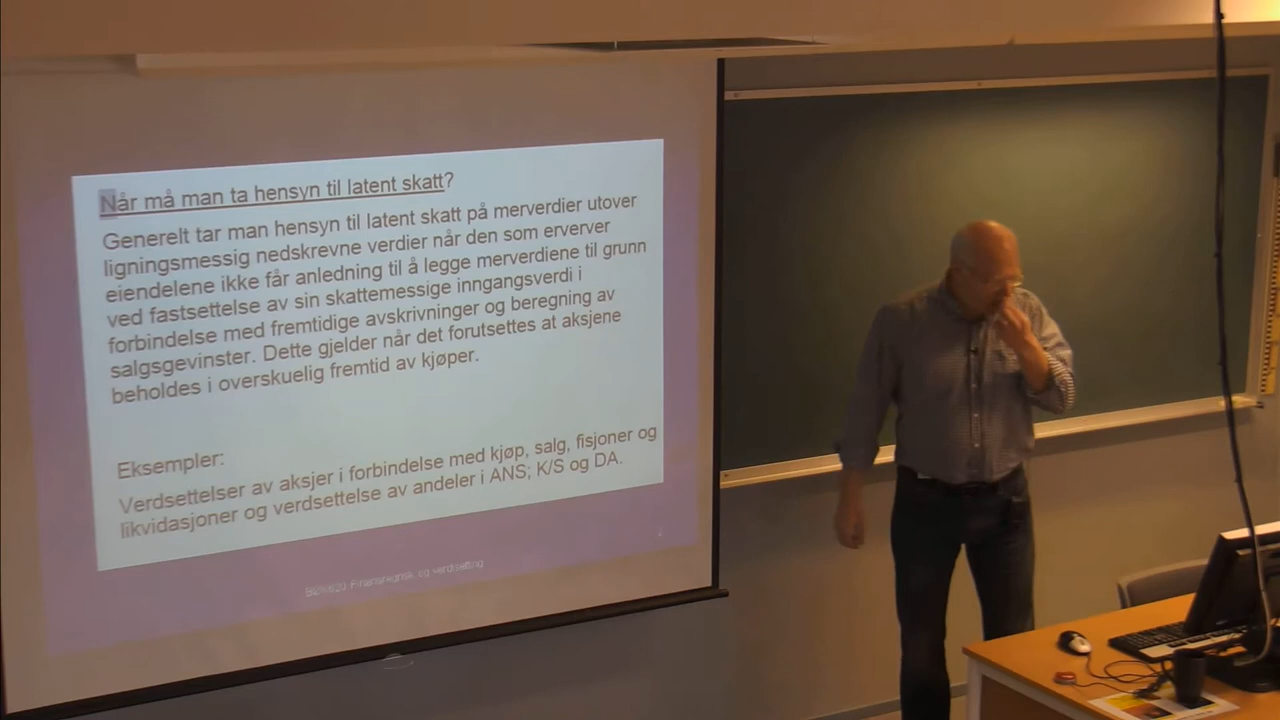 Når må man ta hensyn til latent skatt?
Generelt tar man hensyn til latent skatt på merverdier utover
ligningsmessig nedskrevne verdier når den som erverver
eiendelene ikke får anledning til å legge merverdiene til grunn
ved fastsettelse av sin skattemessige inngangsverdi i
forbindelse med fremtidige avskrivninger og beregning av
salgsgevinster. Dette gjelder når det forutsettes at aksjene
beholdes i overskuelig fremtid av kjøper.
Eksempler:
Verdsettelser av aksjer i forbindelse med kjøp, salg, fisjoner og
likvidasjoner og verdsettelse av andeler i ANS; K/S og DA.
og verdsetting